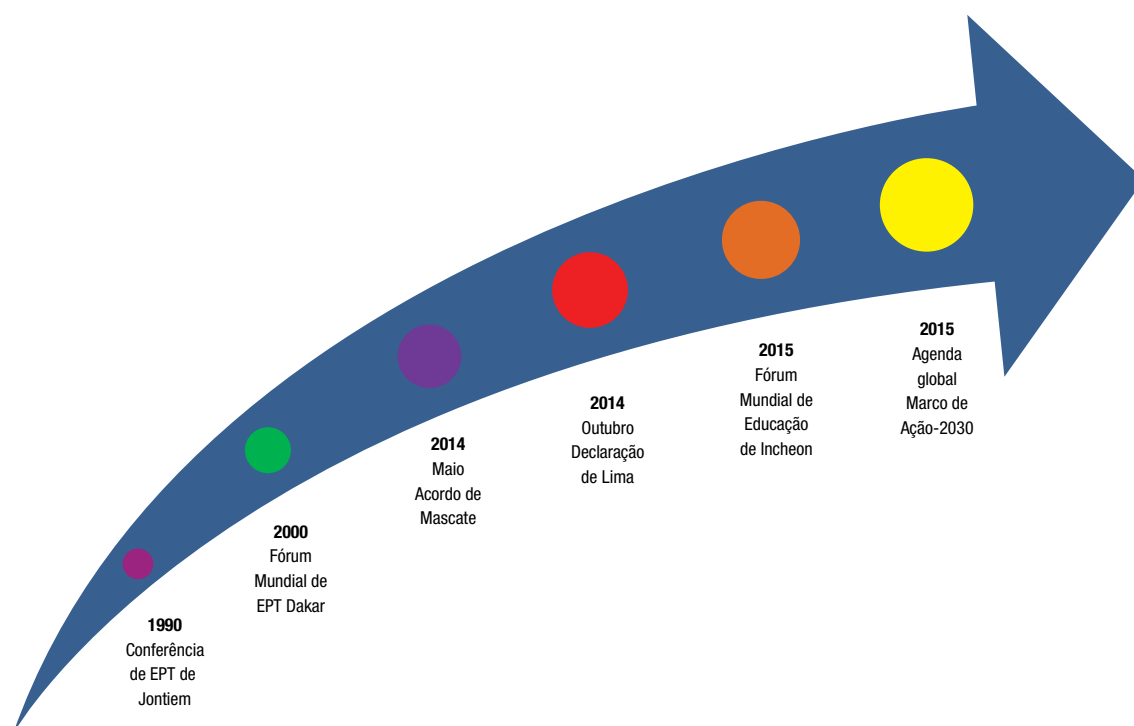 1990
Conferência
de EPT de
Jontiem
2000
Fórum
Mundial de
EPT Dakar
2014
Maio
Acordo de
Mascate
2014
Outubro
Declaração
de Lima
2015
Fórum
Mundial de
Educação
de Incheon
2015
Agenda
global
Marco de
Ação-2030